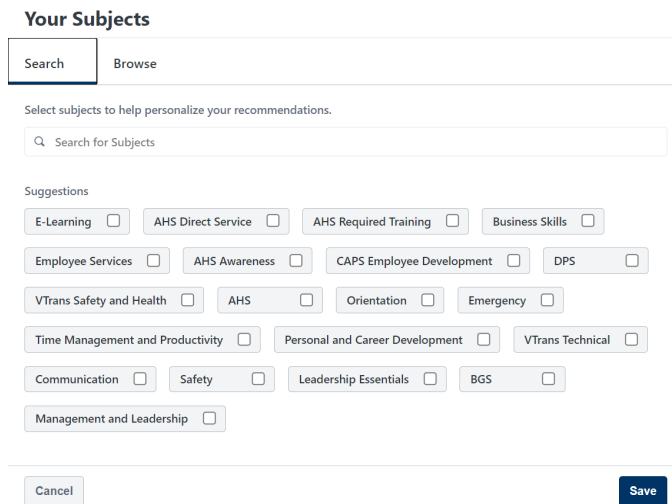 Your Subjects
Search Browse
Select subjects to help personalize your recommendations.
Search for Subjects
Suggestions
E-Learning AHS Direct Service AHS Required Training Business Skills
Employee Services AHS Awareness CAPS Employee Development DPS
VTrans Safety and Health AHS Orientation Emergency
Time Management and Productivity Personal and Career Development VTrans Technical
Communication Safety Leadership Essentials BGS
Management and Leadership
Cancel Save